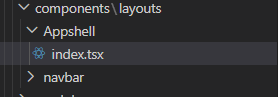 components\layouts
Appshell
index.tsx
navbar